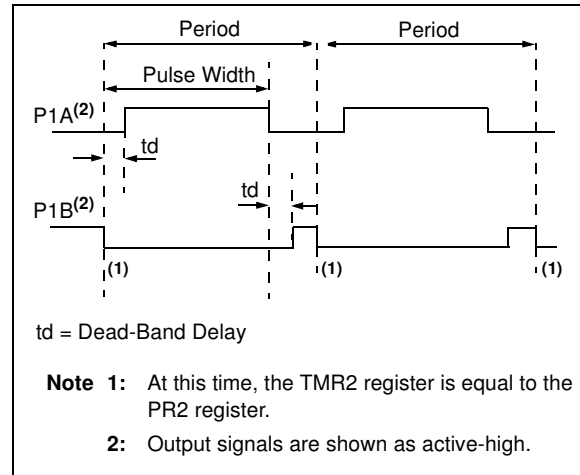 Period
Period
Pulse Width
P1A(2)
td
td
P1B(2)
(1)
(1)
(1)
td = Dead-Band Delay
Note 1: At this time, the TMR2 register is equal to the
PR2 register.
2: Output signals are shown as active-high.